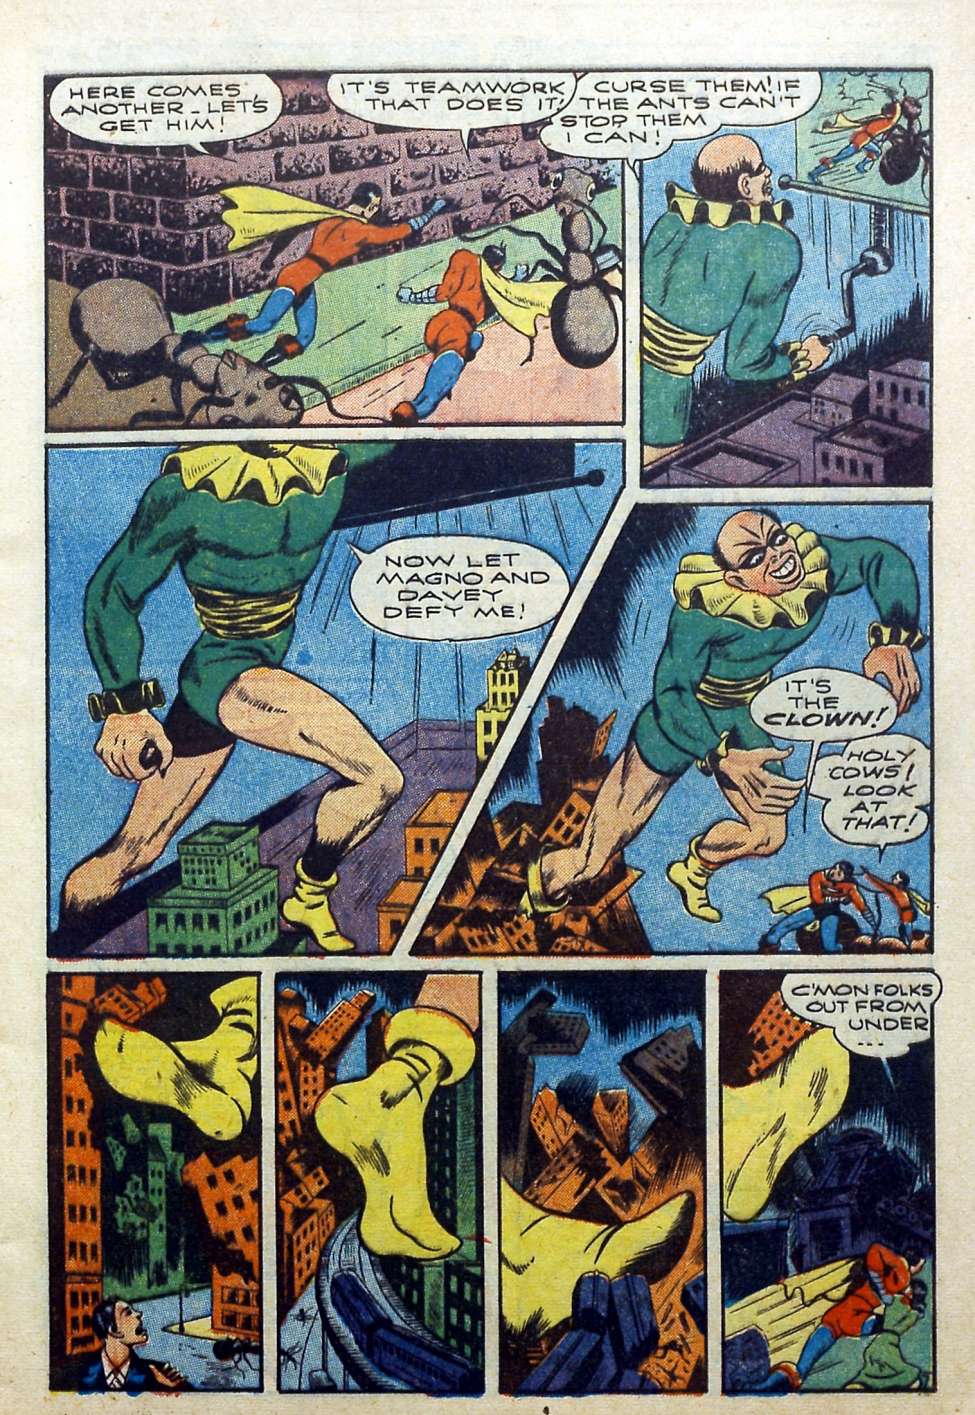 HERE COMES
ANOTHER - LET'S
GET HIM!
IT'S TEAMWORK
THAT DOES IT!
CURSE THEM! IF
THE ANTS CAN'T
STOP THEM
I CAN!
NOW LET
MAGNO AND
DAVEY
DEFY ME!
IT'S
THE
CLOWN!
HOLY
COWS!
LOOK
AT
THAT!
C'MON FOLKS
OUT FROM
UNDER
...
4